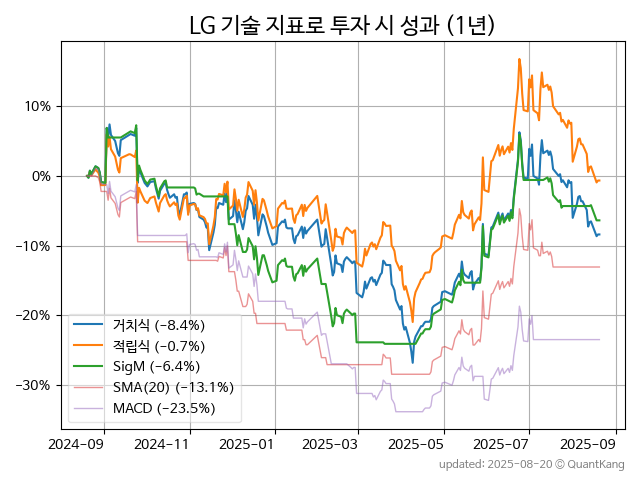 LG 기술 지표로 투자 시 성과 (1년)
10%
0%
−10%
−20%
−30%
거치식 (−8.4%)
적립식 (−0.7%)
SigM (−6.4%)
SMA(20) (−13.1%)
MACD (−23.5%)
2024-09 2024-11 2025-01 2025-03 2025-05 2025-07 2025-09
updated: 2025-08-20 © QuantKang